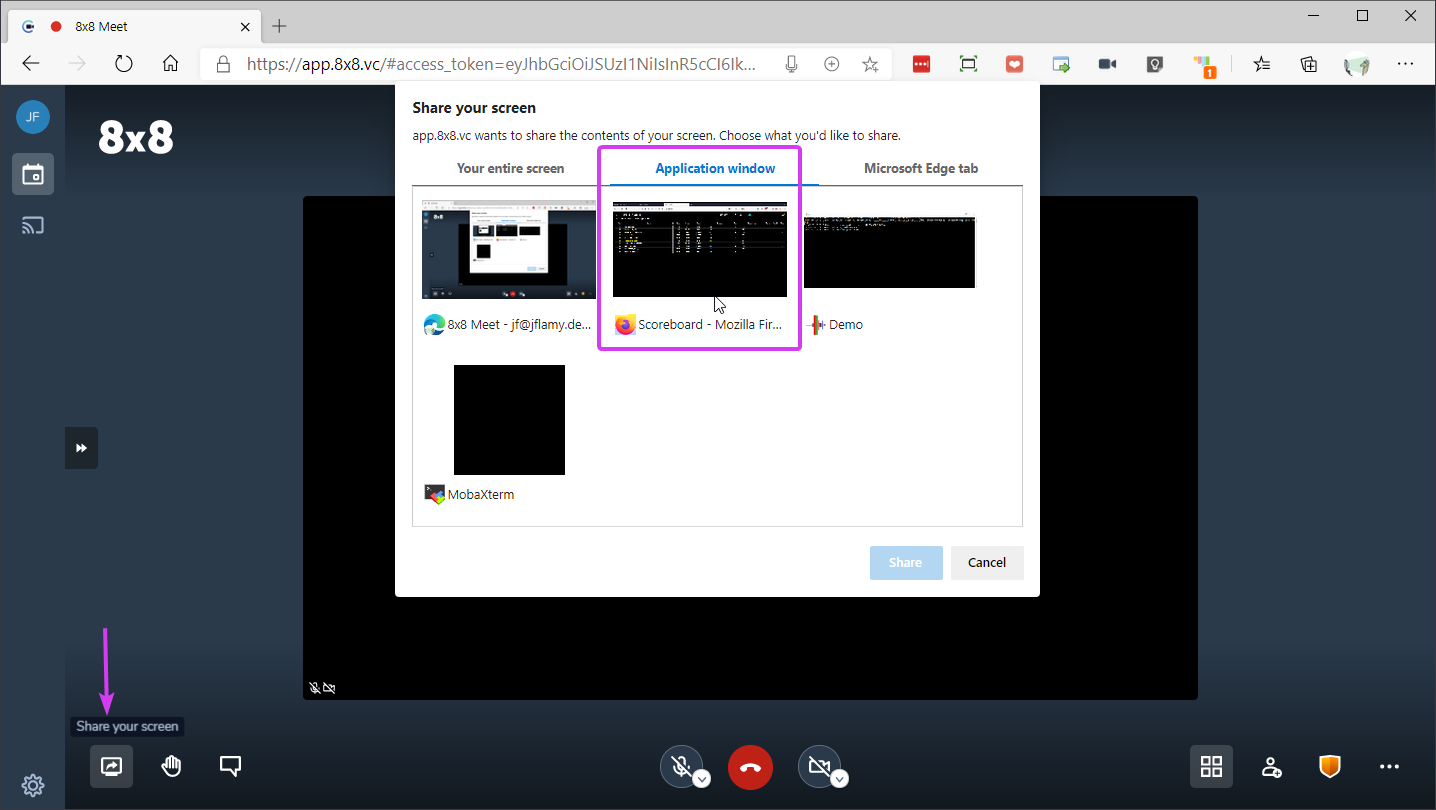 8x8 Meet
https://app.8x8.vc/#access_token=eyJhbGciOiJSUzI1NiIsInR5cCI6Ik...
1
JF
8x8
Share your screen
app.8x8.vc wants to share the contents of your screen. Choose what you'd like to share.
Your entire screen
Application window
Microsoft Edge tab
8x8 Meet - jf@jflamy.de...
Scoreboard - Mozilla Fir...
Demo
MobaXterm
Share
Cancel
Share your screen